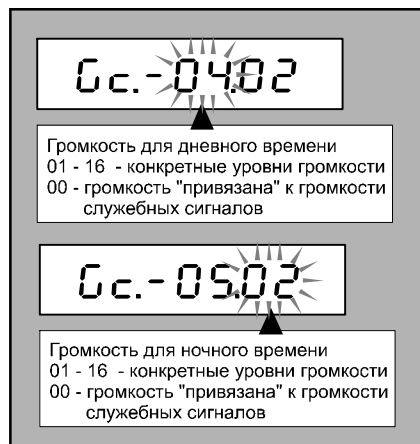 Gc.-04.02
Громкость для дневного времени
01 - 16 - конкретные уровни громкости
00 - громкость "привязана" к громкости
служебных сигналов
Gc.-05.02
Громкость для ночного времени
01 - 16 - конкретные уровни громкости
00 - громкость "привязана" к громкости
служебных сигналов